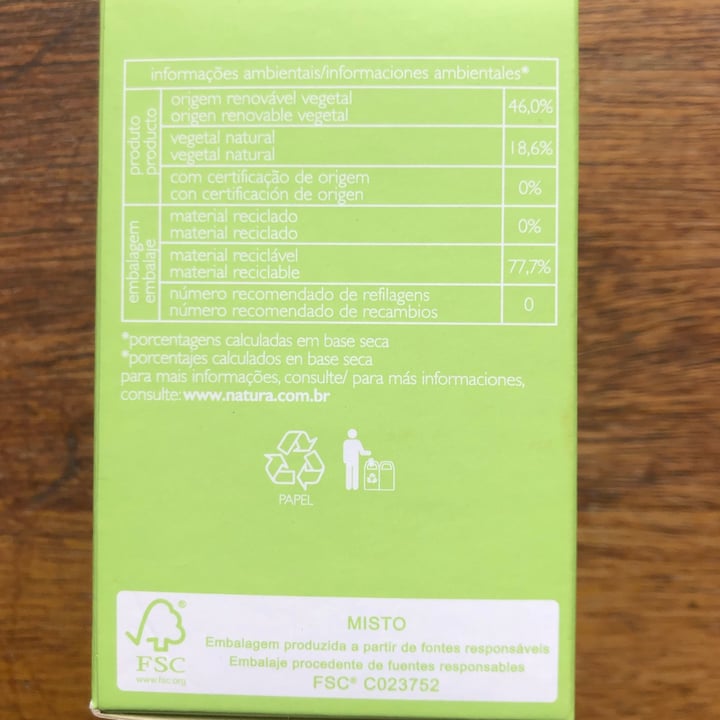 informações ambientais/informaciones ambientales*
produto
producto
origem renovável vegetal
origen renovable vegetal
46,0%
vegetal natural
vegetal natural
18,6%
com certificação de origem
con certificación de origen
0%
embalagem
embalaje
material reciclado
material reciclado
0%
material reciclável
material reciclable
77,7%
número recomendado de refilagens
número recomendado de recambios
0
*porcentagens calculadas em base seca
*porcentajes calculados en base seca
para mais informações, consulte/ para más informaciones,
consulte: www.natura.com.br
PAPEL
FSC®
www.fsc.org
MISTO
Embalagem produzida a partir de fontes responsáveis
Embalaje procedente de fuentes responsables
FSC® C023752